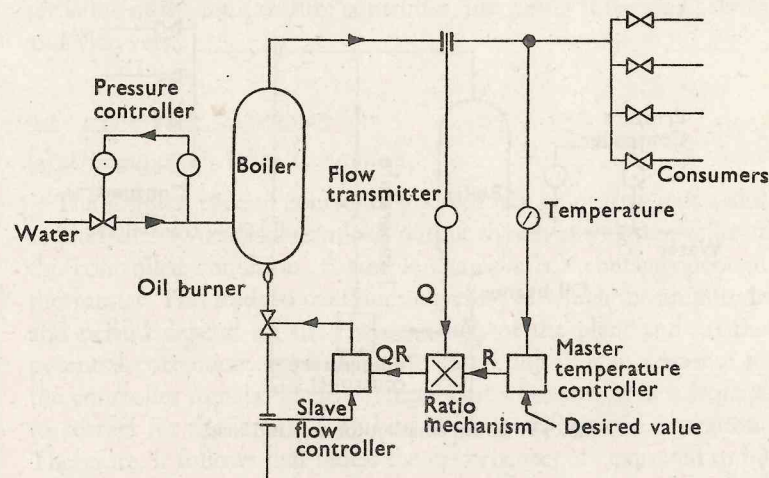 Pressure
controller
Boiler
Flow
transmitter
Consumers
Temperature
Water
Oil burner
Q
QR
R
Master
temperature
controller
Slave
flow
controller
Ratio
mechanism
Desired value